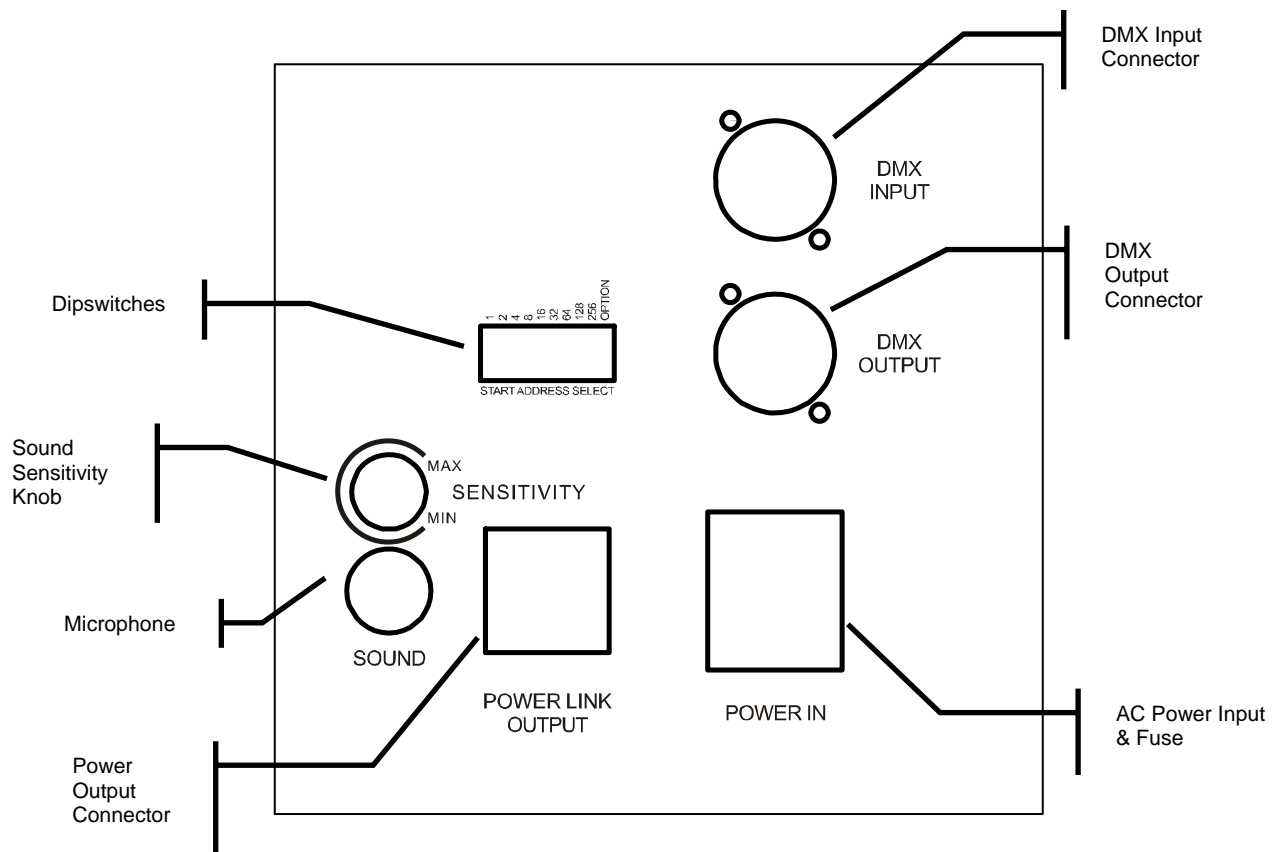 DMX Input
Connector
DMX
INPUT
DMX
Output
Connector
Dipswitches
1
2
4
8
16
32
64
128
256
OPTION
DMX
OUTPUT
START ADDRESS SELECT
Sound
Sensitivity
Knob
MAX
SENSITIVITY
MIN
Microphone
SOUND
POWER LINK
OUTPUT
POWER IN
AC Power Input
& Fuse
Power
Output
Connector